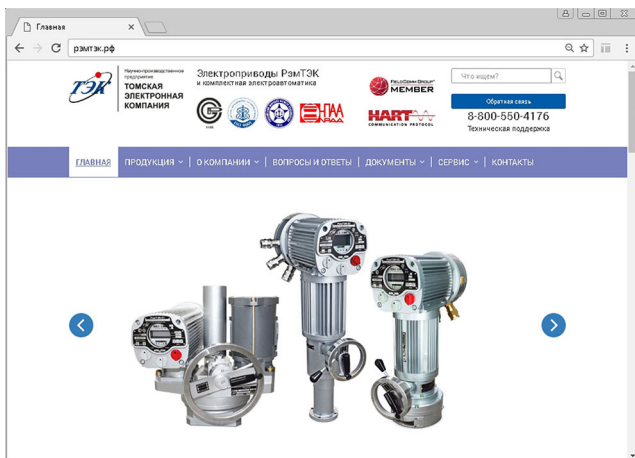 Главная
рэмтэк.рф
ТЭК
Научно-производственное
предприятие
ТОМСКАЯ
ЭЛЕКТРОННАЯ
КОМПАНИЯ
Электроприводы РэмТЭК
и комплектная электроавтоматика
НПАА
FIELDCOMM GROUP
MEMBER
HART
COMMUNICATION PROTOCOL
Что ищем?
Обратная связь
8-800-550-4176
Техническая поддержка
ГЛАВНАЯ
ПРОДУКЦИЯ
О КОМПАНИИ
ВОПРОСЫ И ОТВЕТЫ
ДОКУМЕНТЫ
СЕРВИС
КОНТАКТЫ